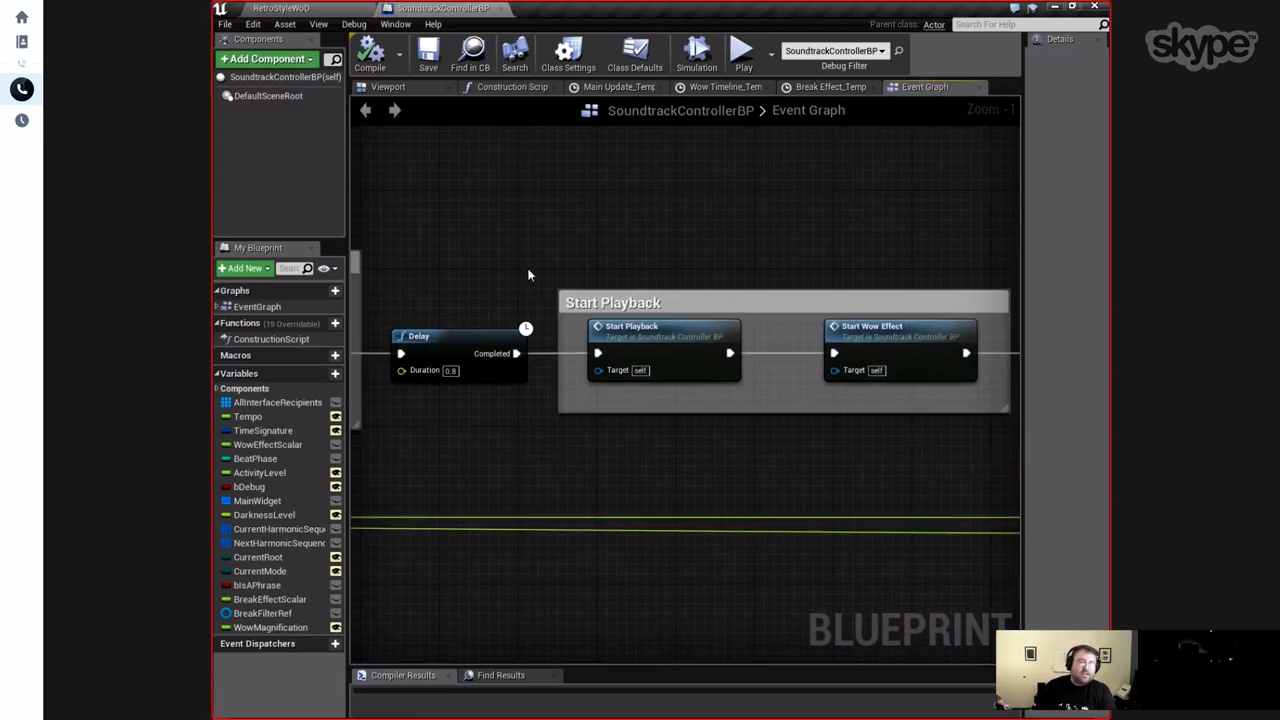 RetroStyleWoD
SoundtrackControllerBP
File Edit Asset View Debug Window Help
Parent class: Actor
Search For Help
skype
Components
Details
+ Add Component
SoundtrackControllerBP(self)
DefaultSceneRoot
Compile
Save
Find in CB
Search
Class Settings
Class Defaults
Simulation
Play
SoundtrackControllerBP
Debug Filter
Viewport
Construction Scrip
Main Update_Temp
Wow Timeline_Tem
Break Effect_Temp
Event Graph
SoundtrackControllerBP > Event Graph
Zoom -1
My Blueprint
+ Add New
Searc
Graphs
EventGraph
Functions (19 Overridable)
ConstructionScript
Macros
Variables
Components
AllInterfaceRecipients
Tempo
TimeSignature
WowEffectScalar
BeatPhase
ActivityLevel
bDebug
MainWidget
DarknessLevel
CurrentHarmonicSequ
NextHarmonicSequenc
CurrentRoot
CurrentMode
bIsAPhrase
BreakEffectScalar
BreakFilterRef
WowMagnification
Event Dispatchers
Delay
Completed
Duration 0.8
Start Playback
Start Playback
Target is Soundtrack Controller BP
Target self
Start Wow Effect
Target is Soundtrack Controller BP
Target self
BLUEPRINT
Compiler Results
Find Results